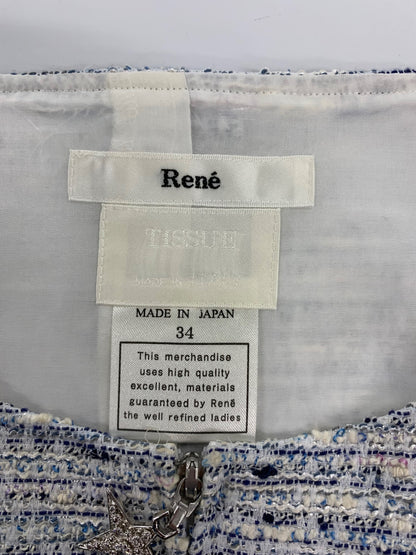 René
TISSUE
MADE IN JAPAN
34
This merchandise
uses high quality
excellent, materials
guaranteed by René
the well refined ladies